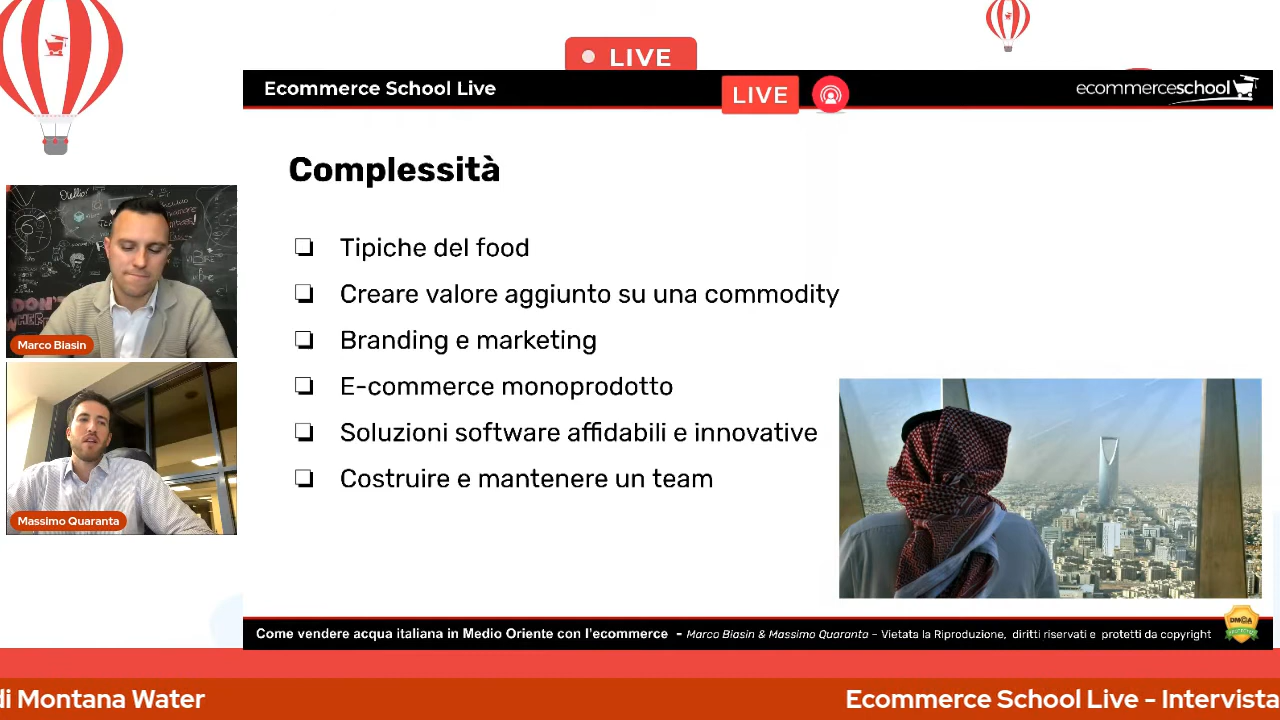 LIVE
Ecommerce School Live
LIVE
ecommerceschool
Complessità
Tipiche del food
Creare valore aggiunto su una commodity
Branding e marketing
E-commerce monoprodotto
Soluzioni software affidabili e innovative
Costruire e mantenere un team
Marco Biasin
Massimo Quaranta
Come vendere acqua italiana in Medio Oriente con l'ecommerce - Marco Biasin & Massimo Quaranta - Vietata la Riproduzione, diritti riservati e protetti da copyright
DMCA
di Montana Water
Ecommerce School Live - Intervista